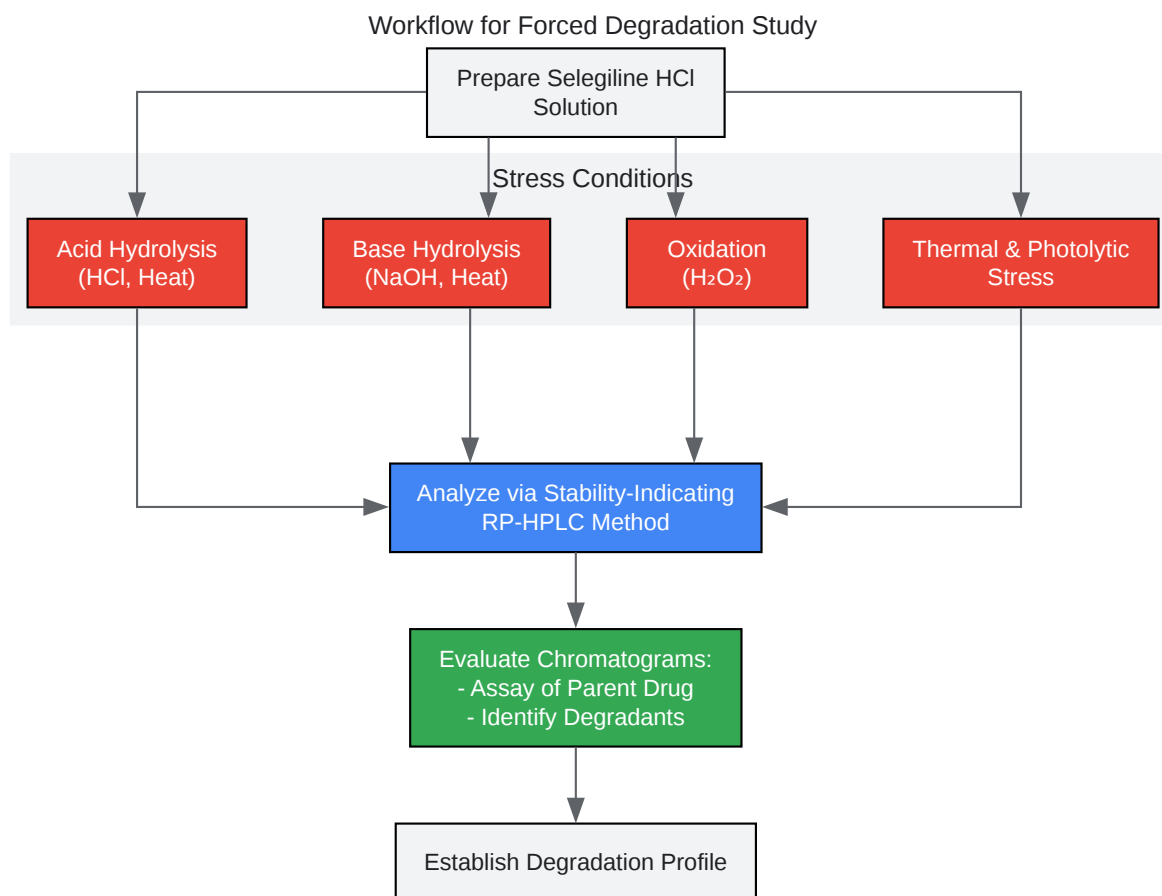 Workflow for Forced Degradation Study
Prepare Selegiline HCl
Solution
Stress Conditions
Acid Hydrolysis
(HCl, Heat)
Base Hydrolysis
(NaOH, Heat)
Oxidation
(H₂O₂)
Thermal & Photolytic
Stress
Analyze via Stability-Indicating
RP-HPLC Method
Evaluate Chromatograms:
- Assay of Parent Drug
- Identify Degradants
Establish Degradation Profile